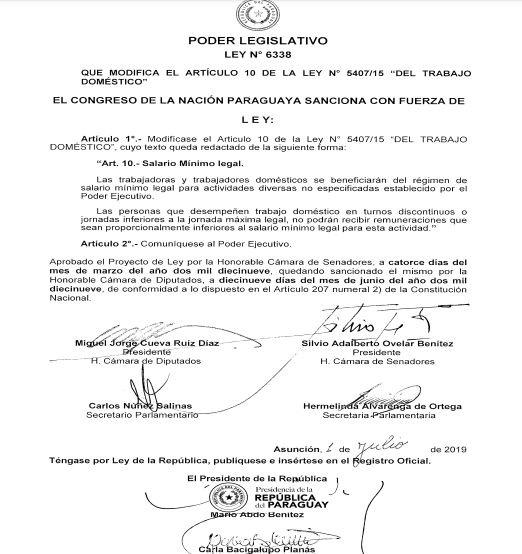 PODER LEGISLATIVO
LEY N° 6338
QUE MODIFICA EL ARTÍCULO 10 DE LA LEY N° 5407/15 “DEL TRABAJO
DOMÉSTICO”
EL CONGRESO DE LA NACIÓN PARAGUAYA SANCIONA CON FUERZA DE
L E Y:
Artículo 1°.- Modifícase el Artículo 10 de la Ley N° 5407/15 “DEL TRABAJO
DOMÉSTICO”, cuyo texto queda redactado de la siguiente forma:
“Art. 10.- Salario Mínimo legal.
Las trabajadoras y trabajadores domésticos se beneficiarán del régimen de
salario mínimo legal para actividades diversas no especificadas establecido por el
Poder Ejecutivo.
Las personas que desempeñen trabajo doméstico en turnos discontinuos o
jornadas inferiores a la jornada máxima legal, no podrán recibir remuneraciones que
sean proporcionalmente inferiores al salario mínimo legal para esta actividad.”
Artículo 2°.- Comuníquese al Poder Ejecutivo.
Aprobado el Proyecto de Ley por la Honorable Cámara de Senadores, a catorce días del
mes de marzo del año dos mil diecinueve, quedando sancionado el mismo por la
Honorable Cámara de Diputados, a diecinueve días del mes de junio del año dos mil
diecinueve, de conformidad a lo dispuesto en el Artículo 207 numeral 2) de la Constitución
Nacional.
Miguel Jorge Cueva Ruíz Díaz Silvio Adalberto Ovelar Benítez
Presidente Presidente
H. Cámara de Diputados H. Cámara de Senadores
Carlos Núñez Salinas Hermelinda Alvarenga de Ortega
Secretario Parlamentario Secretaria Parlamentaria
Asunción, 1 de Julio de 2019
Téngase por Ley de la República, publíquese e insértese en el Registro Oficial.
El Presidente de la República
Presidencia de la
REPÚBLICA
del PARAGUAY
Mario Abdo Benítez
Carla Bacigalupo Planás